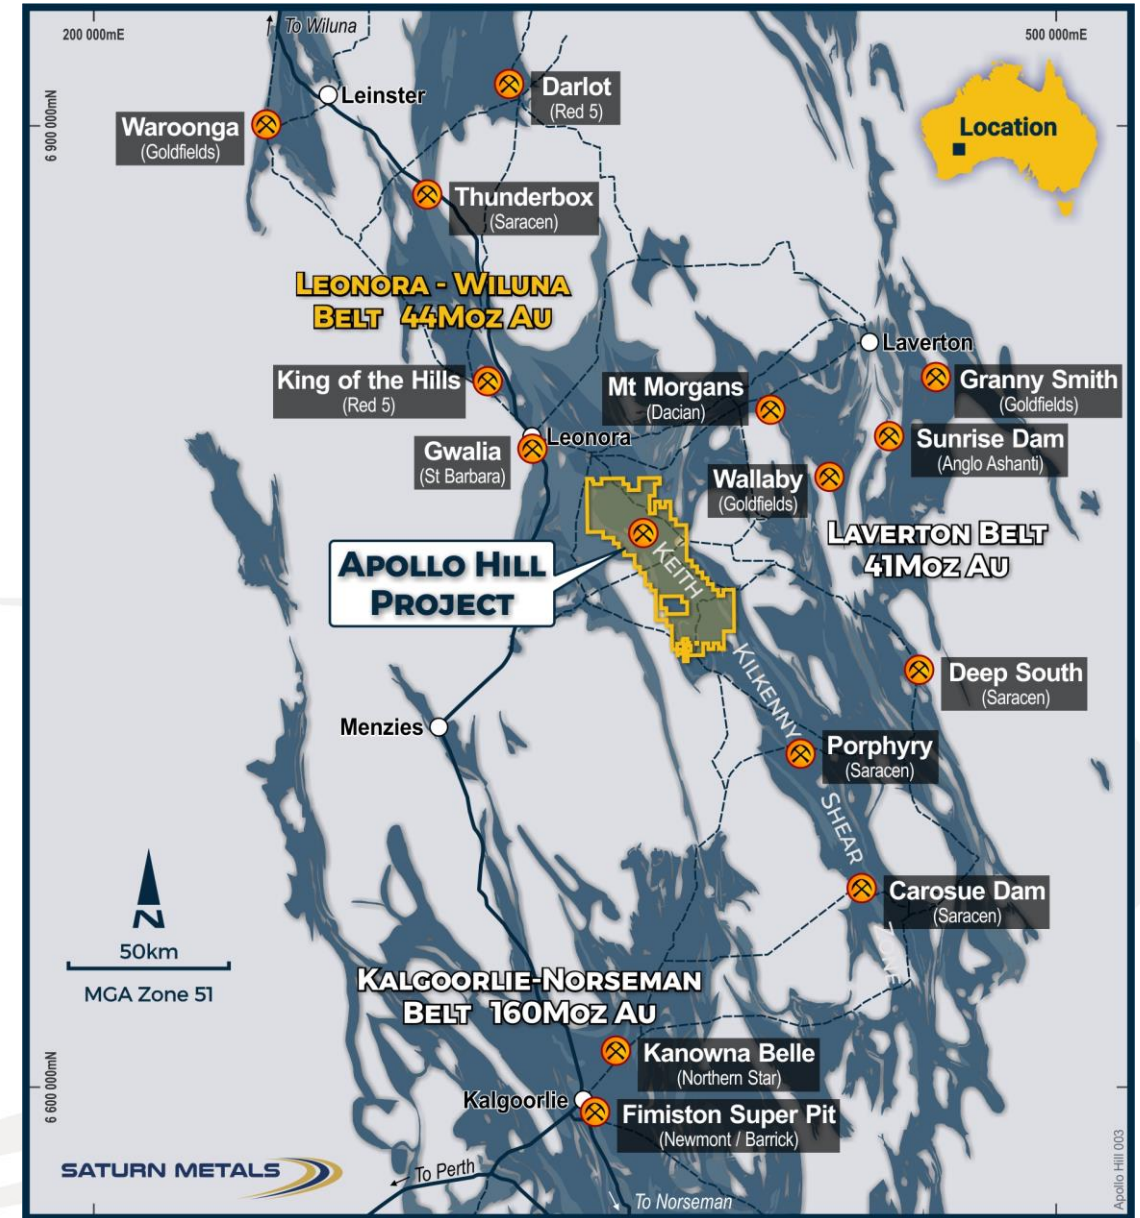 200 000mE
To Wiluna
500 000mE
6 900 000mN
Leinster
Darlot
(Red 5)
Waroonga
(Goldfields)
Location
Thunderbox
(Saracen)
LEONORA - WILUNA
BELT 44MOZ AU
Laverton
King of the Hills
(Red 5)
Mt Morgans
(Dacian)
Granny Smith
(Goldfields)
Leonora
Gwalia
(St Barbara)
Sunrise Dam
(Anglo Ashanti)
Wallaby
(Goldfields)
LAVERTON BELT
41MOZ AU
APOLLO HILL
PROJECT
KEITH
KILKENNY
SHEAR
ZONE
Deep South
(Saracen)
Menzies
Porphyry
(Saracen)
Carosue Dam
(Saracen)
N
50km
MGA Zone 51
KALGOORLIE-NORSEMAN
BELT 160MOZ AU
Kanowna Belle
(Northern Star)
6 600 000mN
Kalgoorlie
Fimiston Super Pit
(Newmont / Barrick)
SATURN METALS
To Perth
To Norseman
Apollo Hill 003